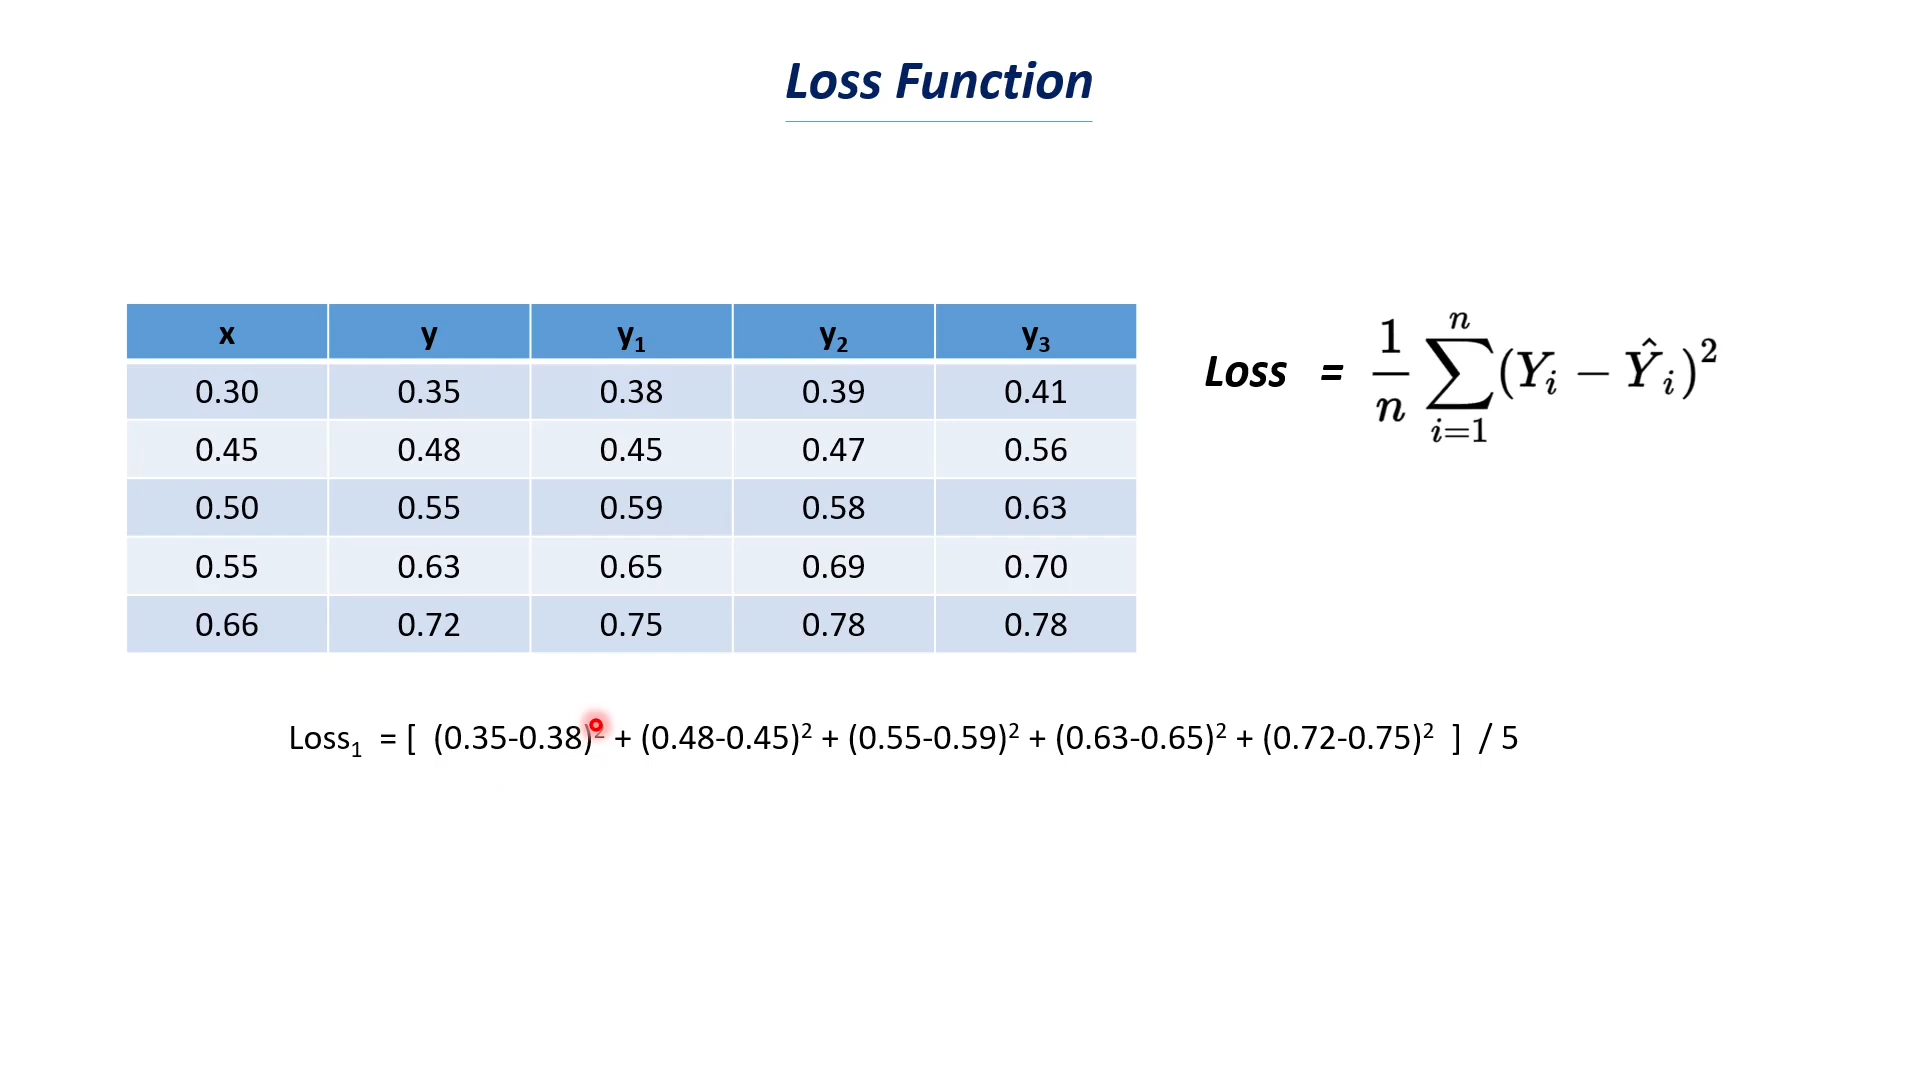 Loss Function
x y y₁ y₂ y₃
0.30 0.35 0.38 0.39 0.41
0.45 0.48 0.45 0.47 0.56
0.50 0.55 0.59 0.58 0.63
0.55 0.63 0.65 0.69 0.70
0.66 0.72 0.75 0.78 0.78
Loss = 1/n ∑ⁿᵢ₌₁ (Yᵢ − Ŷᵢ)²
Loss₁ = [ (0.35-0.38)² + (0.48-0.45)² + (0.55-0.59)² + (0.63-0.65)² + (0.72-0.75)² ] / 5